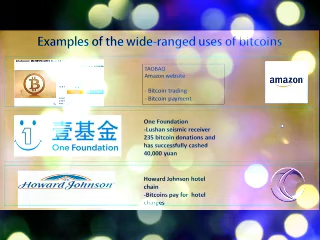 Examples of the wide-ranged uses of bitcoins
TAOBAO
Amazon website
- Bitcoin trading
- Bitcoin payment
amazon
壹基金
One Foundation
One Foundation
-Lushan seismic receiver
235 bitcoin donations and
has successfully cashed
40,000 yuan
Howard Johnson
Howard Johnson hotel
chain
-Bitcoins pay for hotel
charges